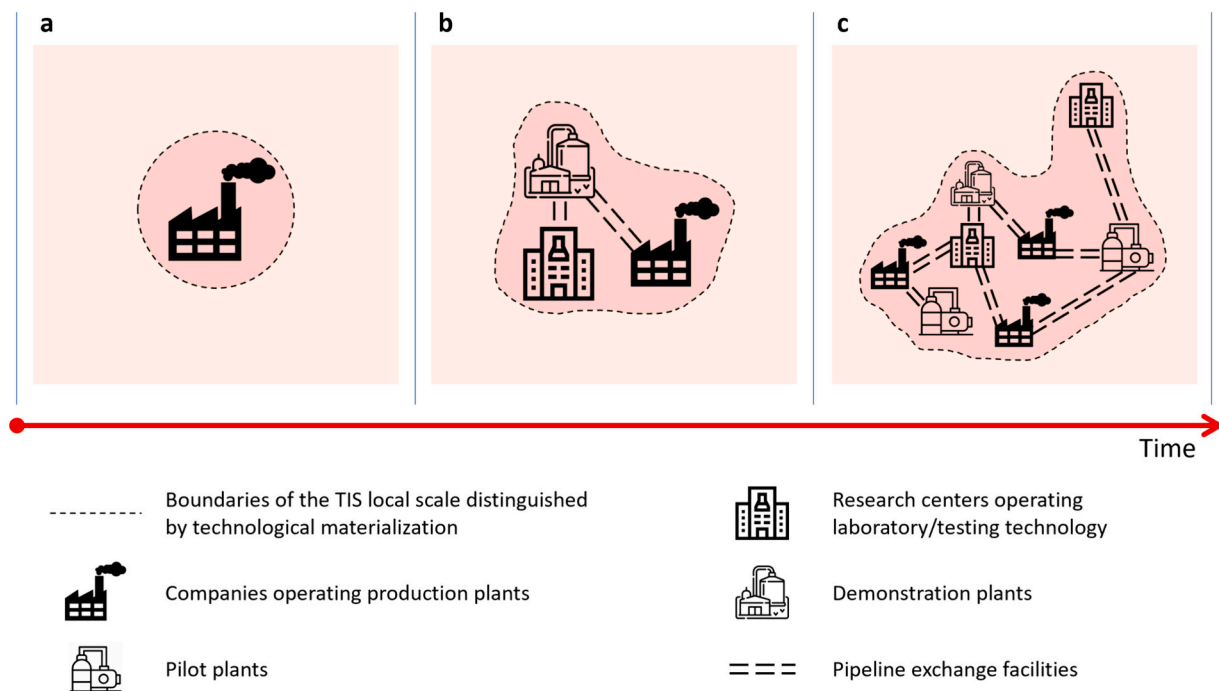 a
b
c
Time
Boundaries of the TIS local scale distinguished
by technological materialization
Research centers operating
laboratory/testing technology
Companies operating production plants
Demonstration plants
Pilot plants
Pipeline exchange facilities